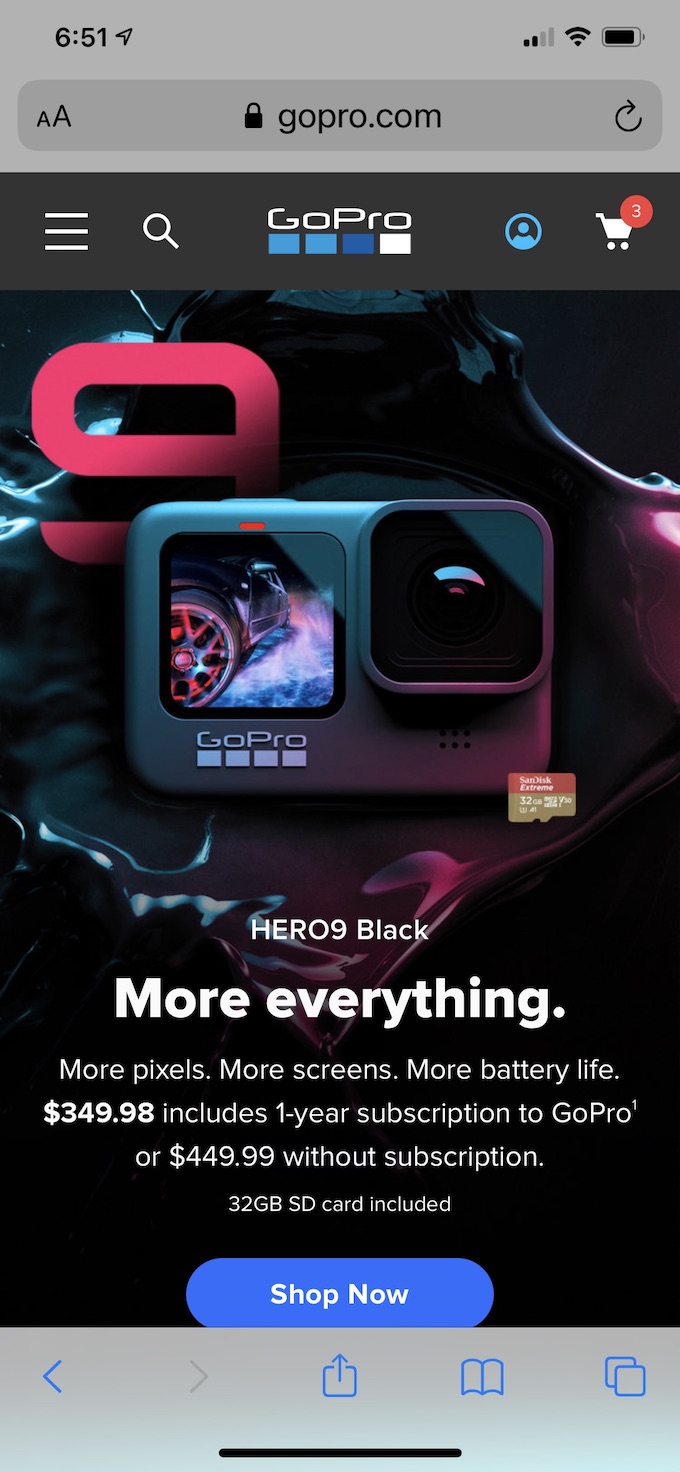 6:51
AA gopro.com
GoPro
3
9
GoPro
SanDisk
Extreme
32GB
HERO9 Black
More everything.
More pixels. More screens. More battery life.
$349.98 includes 1-year subscription to GoPro¹
or $449.99 without subscription.
32GB SD card included
Shop Now